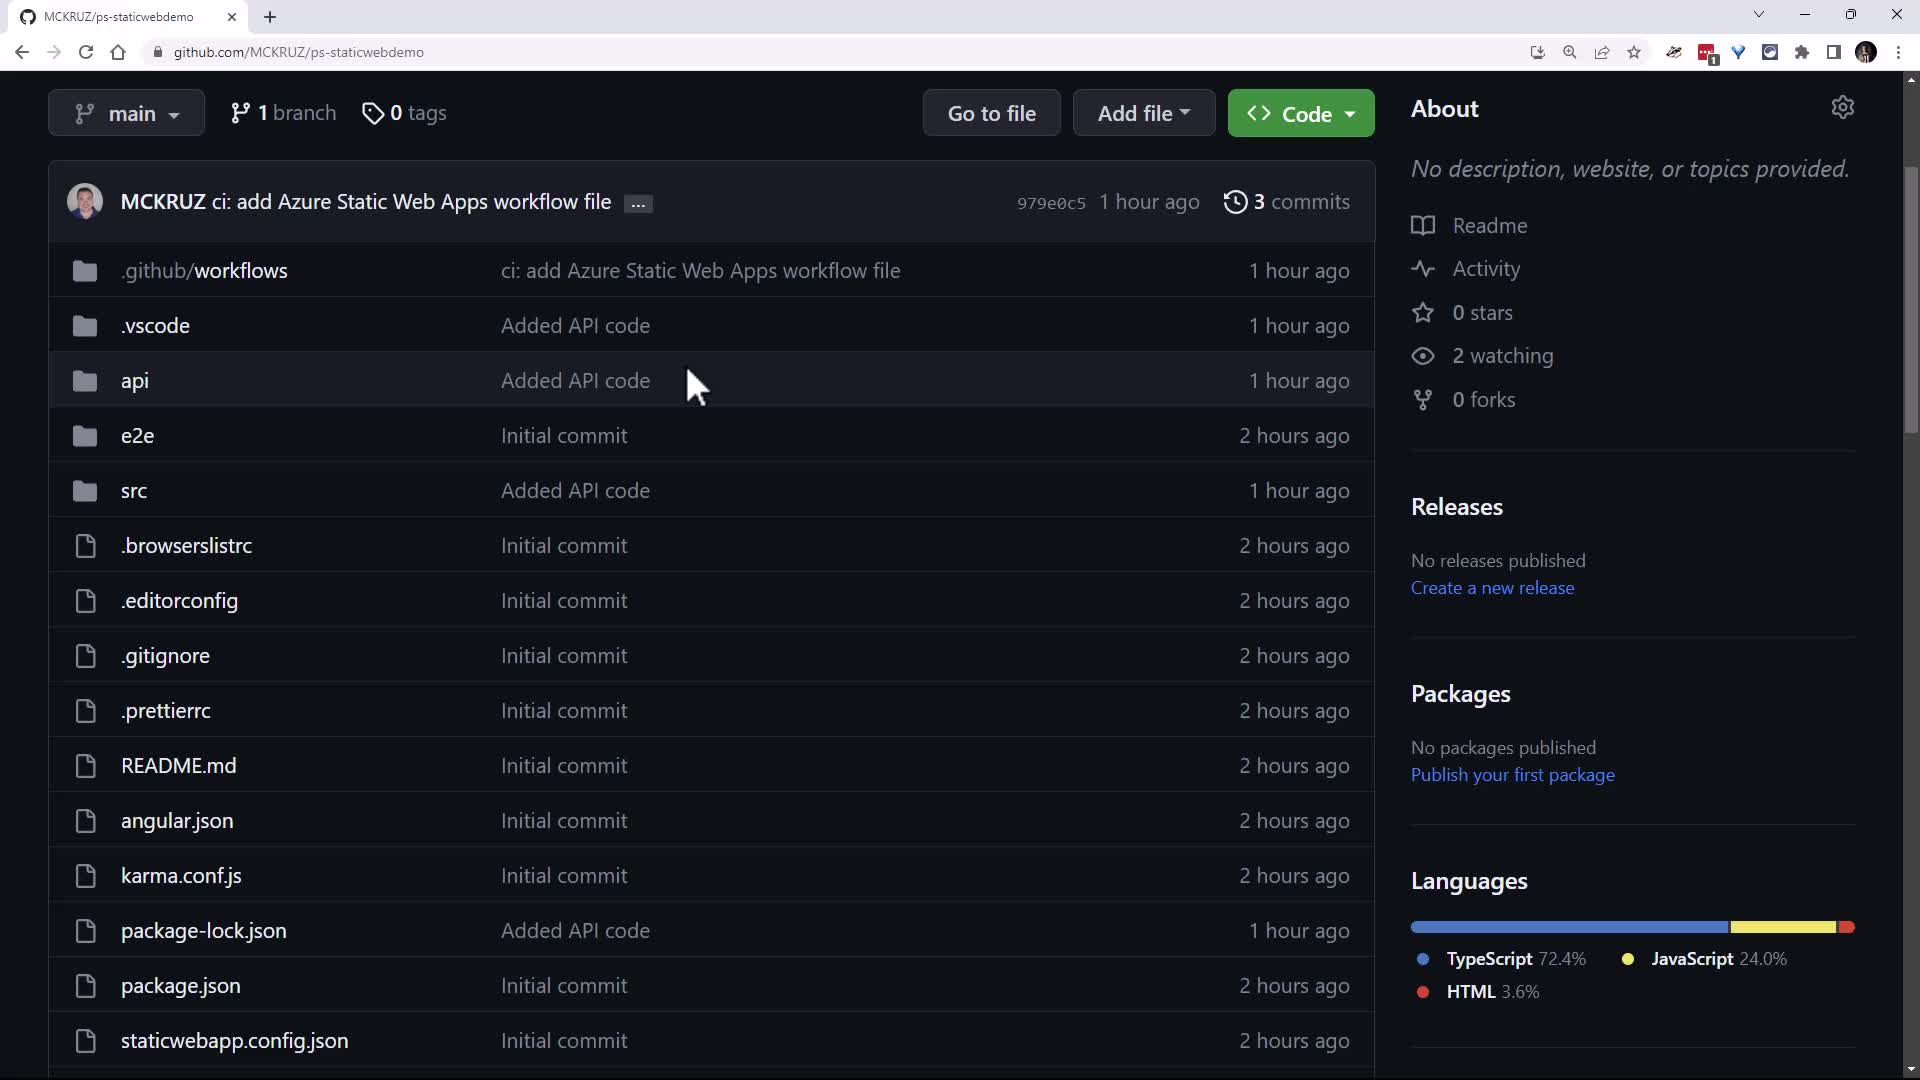 MCKRUZ/ps-staticwebdemo
github.com/MCKRUZ/ps-staticwebdemo
1
main
1 branch
0 tags
Go to file
Add file
Code
MCKRUZ ci: add Azure Static Web Apps workflow file ...
979e0c5 1 hour ago
3 commits
.github/workflows ci: add Azure Static Web Apps workflow file 1 hour ago
.vscode Added API code 1 hour ago
api Added API code 1 hour ago
e2e Initial commit 2 hours ago
src Added API code 1 hour ago
.browserslistrc Initial commit 2 hours ago
.editorconfig Initial commit 2 hours ago
.gitignore Initial commit 2 hours ago
.prettierrc Initial commit 2 hours ago
README.md Initial commit 2 hours ago
angular.json Initial commit 2 hours ago
karma.conf.js Initial commit 2 hours ago
package-lock.json Added API code 1 hour ago
package.json Initial commit 2 hours ago
staticwebapp.config.json Initial commit 2 hours ago
About
No description, website, or topics provided.
Readme
Activity
0 stars
2 watching
0 forks
Releases
No releases published
Create a new release
Packages
No packages published
Publish your first package
Languages
TypeScript 72.4% JavaScript 24.0%
HTML 3.6%